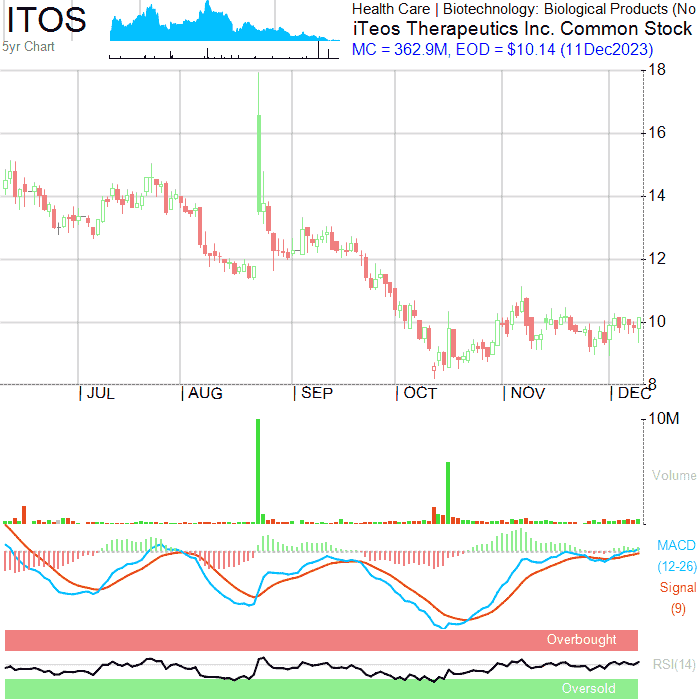 ITOS
5yr Chart
Health Care | Biotechnology: Biological Products (No
iTeos Therapeutics Inc. Common Stock
MC = 362.9M, EOD = $10.14 (11Dec2023)
18
16
14
12
10
8
JUL AUG SEP OCT NOV DEC
10M
Volume
MACD
(12-26)
Signal
(9)
Overbought
RSI(14)
Oversold